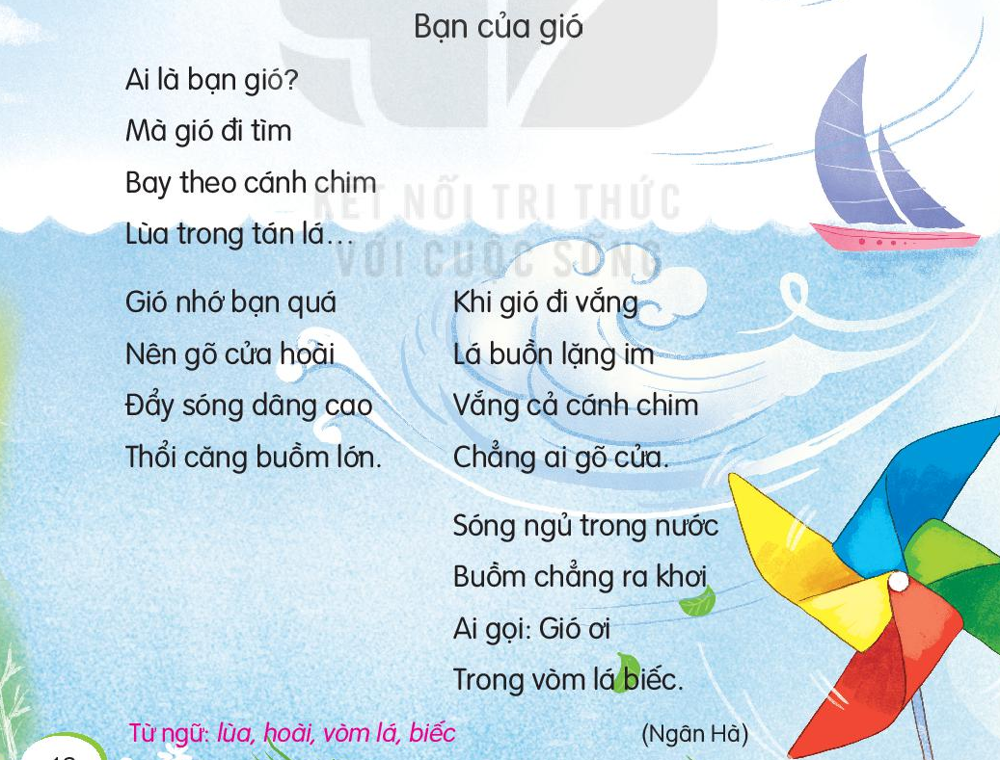 Bạn của gió
Ai là bạn gió?
Mà gió đi tìm
Bay theo cánh chim
Lùa trong tán lá…
KẾT NỐI TRI THỨC
VỚI CUỘC SỐNG
Gió nhớ bạn quá
Nên gõ cửa hoài
Đẩy sóng dâng cao
Thổi căng buồm lớn.
Khi gió đi vắng
Lá buồn lặng im
Vắng cả cánh chim
Chẳng ai gõ cửa.
Sóng ngủ trong nước
Buồm chẳng ra khơi
Ai gọi: Gió ơi
Trong vòm lá biếc.
Từ ngữ: lùa, hoài, vòm lá, biếc
(Ngân Hà)